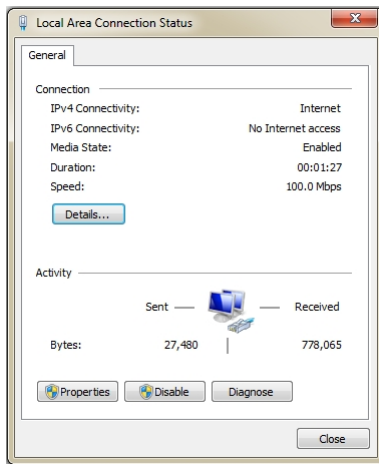 Local Area Connection Status
General
Connection
IPv4 Connectivity: Internet
IPv6 Connectivity: No Internet access
Media State: Enabled
Duration: 00:01:27
Speed: 100.0 Mbps
Details...
Activity
Sent Received
Bytes: 27,480 778,065
Properties Disable Diagnose
Close